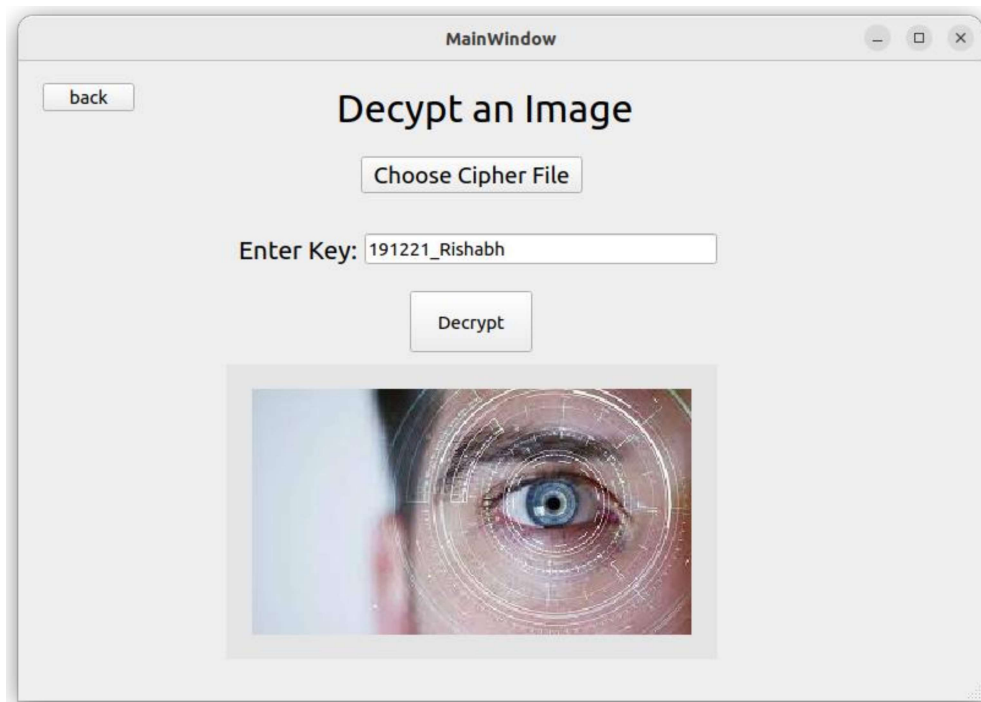 MainWindow
back
Decypt an Image
Choose Cipher File
Enter Key: 191221_Rishabh
Decrypt